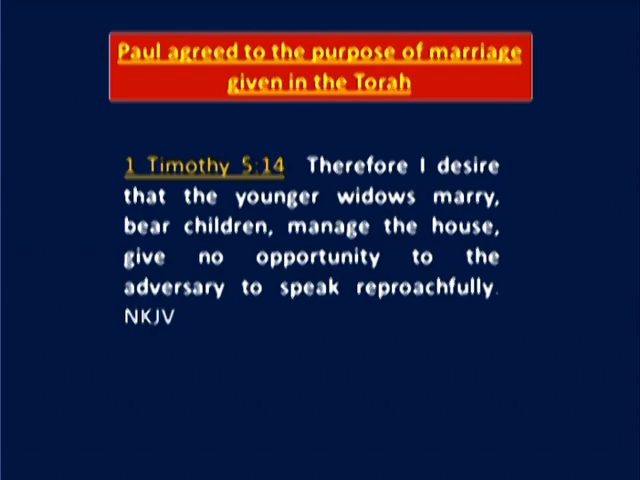 Paul agreed to the purpose of marriage
given in the Torah
1 Timothy 5:14 Therefore I desire
that the younger widows marry,
bear children, manage the house,
give no opportunity to the
adversary to speak reproachfully.
NKJV